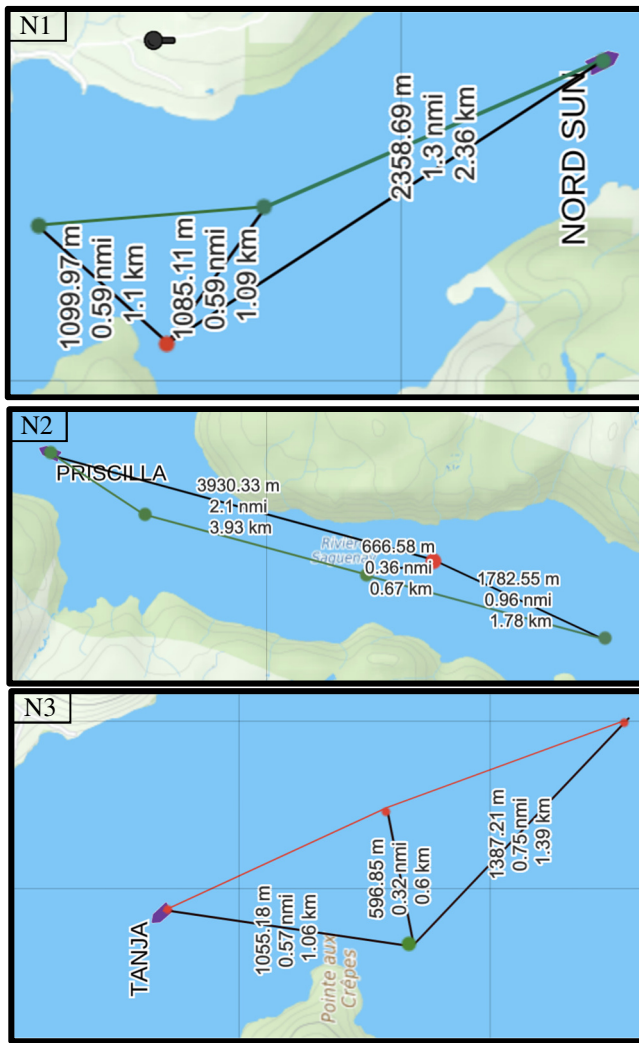 N1
1099.97 m
0.59 nmi
1.1 km
1085.11 m
0.59 nmi
1.09 km
2358.69 m
1.3 nmi
2.36 km
NORD SUN
N2
PRISCILLA
3930.33 m
2.1 nmi
3.93 km
Rivière
Saguenay
666.58 m
0.36 nmi
0.67 km
1782.55 m
0.96 nmi
1.78 km
N3
TANJA
1055.18 m
0.57 nmi
1.06 km
Pointe aux
Crêpes
596.85 m
0.32 nmi
0.6 km
1387.21 m
0.75 nmi
1.39 km